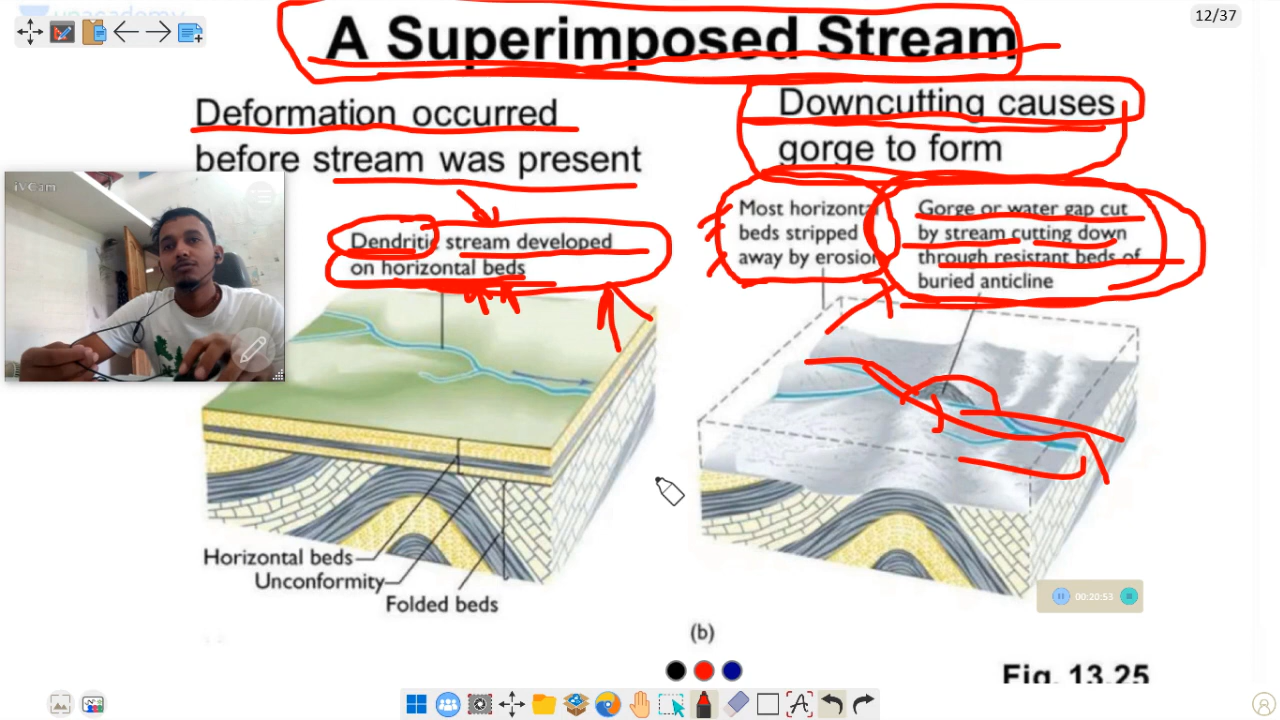 unacademy
12/37
A Superimposed Stream
Deformation occurred
before stream was present
Downcutting causes
gorge to form
iVCam
Dendritic stream developed
on horizontal beds
Most horizontal
beds stripped
away by erosion
Gorge or water gap cut
by stream cutting down
through resistant beds of
buried anticline
Horizontal beds
Unconformity
Folded beds
00:20:53
(b)
Fig. 13.25